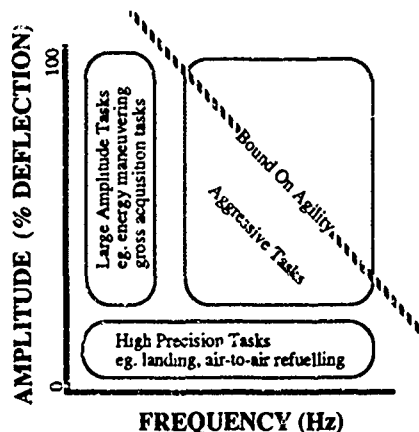 AMPLITUDE (% DEFLECTION)
100
0
Large Amplitude Tasks
eg. energy maneuvering
gross acquisition tasks
Bound On Agility
Aggressive Tasks
High Precision Tasks
eg. landing, air-to-air refuelling
FREQUENCY (Hz)